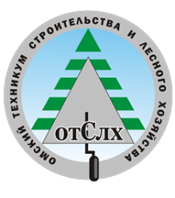 ОМСКИЙ ТЕХНИКУМ СТРОИТЕЛЬСТВА И ЛЕСНОГО ХОЗЯЙСТВА
ОТСЛХ